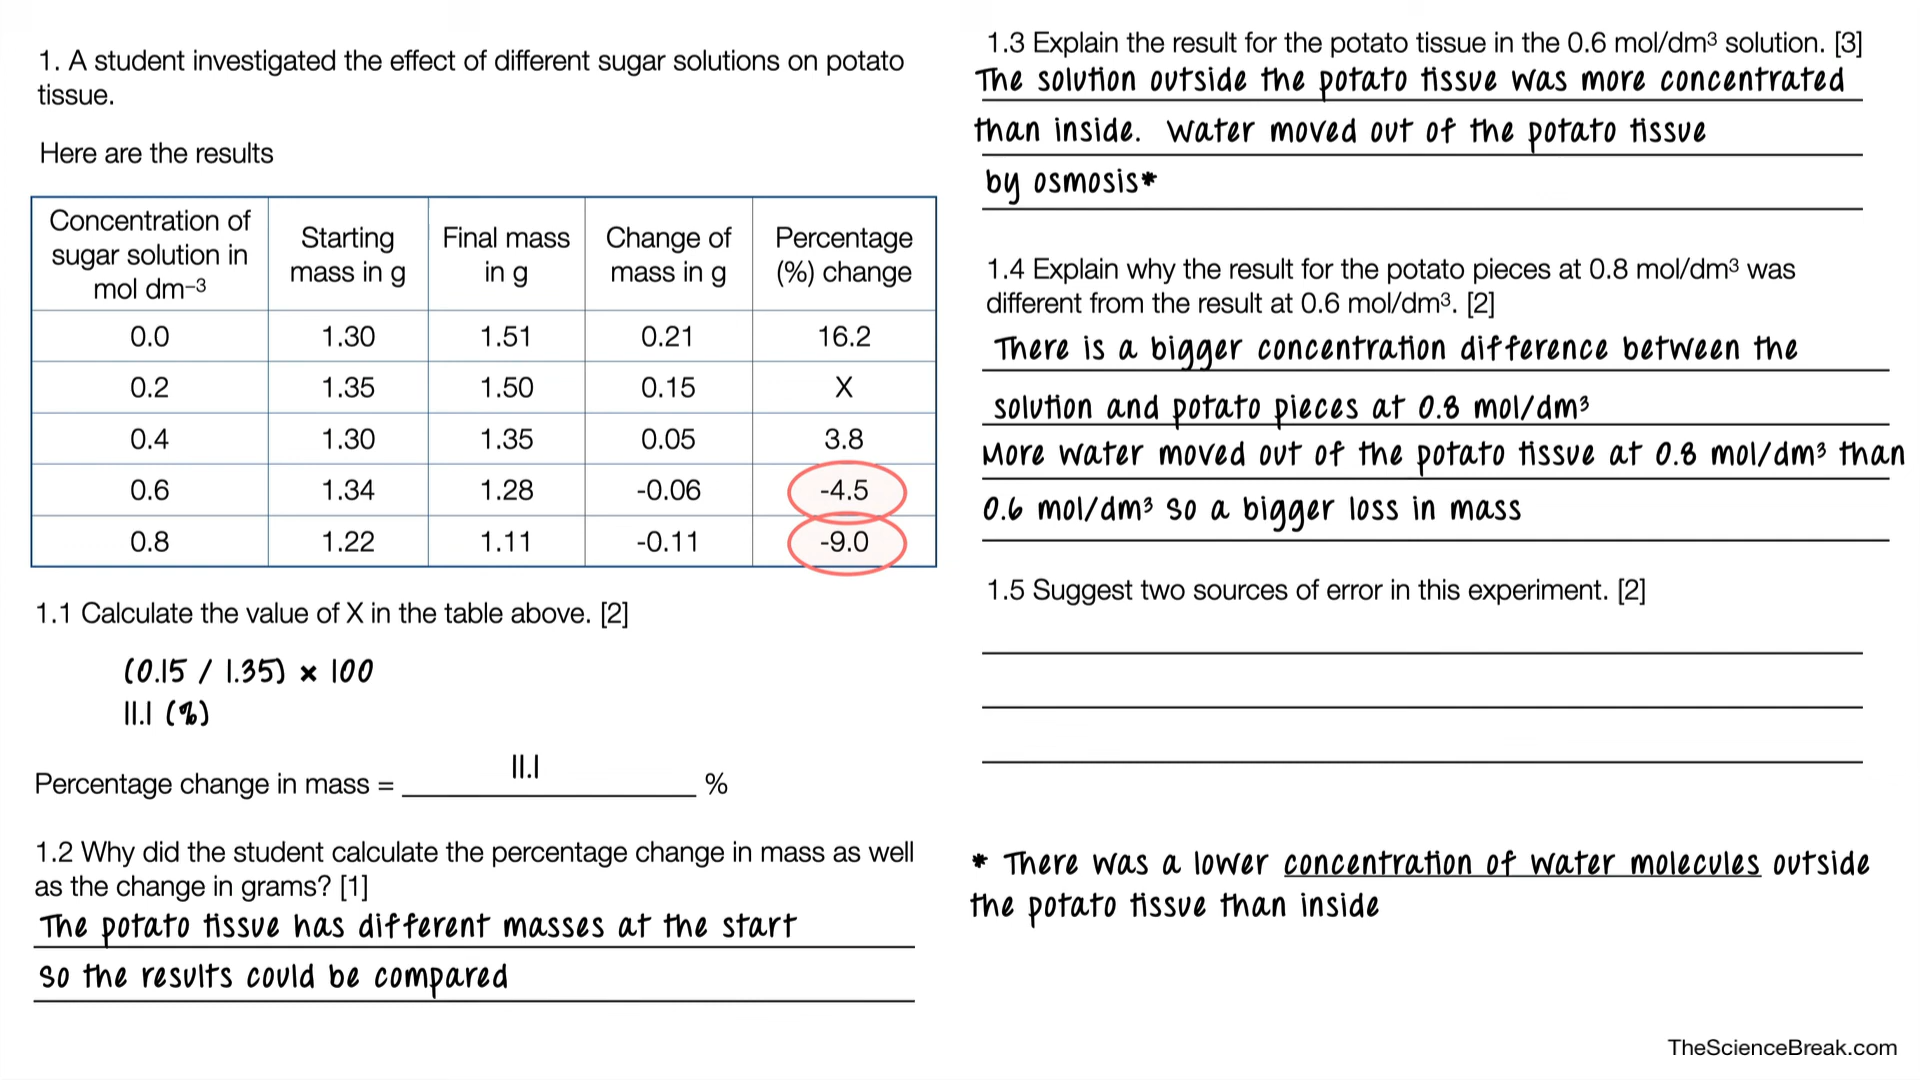 1. A student investigated the effect of different sugar solutions on potato
tissue.
Here are the results
Concentration of sugar solution in mol dm⁻³ | Starting mass in g | Final mass in g | Change of mass in g | Percentage (%) change
0.0 | 1.30 | 1.51 | 0.21 | 16.2
0.2 | 1.35 | 1.50 | 0.15 | X
0.4 | 1.30 | 1.35 | 0.05 | 3.8
0.6 | 1.34 | 1.28 | -0.06 | -4.5
0.8 | 1.22 | 1.11 | -0.11 | -9.0
1.1 Calculate the value of X in the table above. [2]
(0.15 / 1.35) × 100
11.1 (%)
Percentage change in mass = 11.1 %
1.2 Why did the student calculate the percentage change in mass as well
as the change in grams? [1]
The potato tissue has different masses at the start
so the results could be compared
1.3 Explain the result for the potato tissue in the 0.6 mol/dm³ solution. [3]
The solution outside the potato tissue was more concentrated
than inside. Water moved out of the potato tissue
by osmosis*
1.4 Explain why the result for the potato pieces at 0.8 mol/dm³ was
different from the result at 0.6 mol/dm³. [2]
There is a bigger concentration difference between the
solution and potato pieces at 0.8 mol/dm³
More water moved out of the potato tissue at 0.8 mol/dm³ than
0.6 mol/dm³ so a bigger loss in mass
1.5 Suggest two sources of error in this experiment. [2]
* There was a lower concentration of water molecules outside
the potato tissue than inside
TheScienceBreak.com